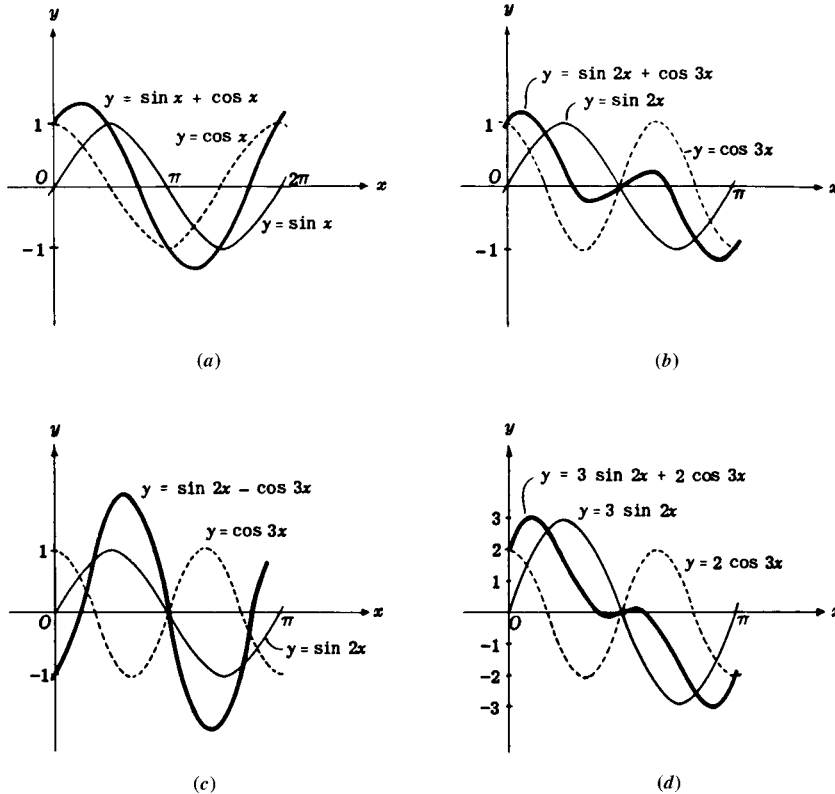 y
y = sin x + cos x
1
y = cos x
O
π
2π
x
y = sin x
-1
(a)
y
y = sin 2x + cos 3x
y = sin 2x
1
y = cos 3x
O
π
x
-1
(b)
y
y = sin 2x - cos 3x
y = cos 3x
1
O
π
x
y = sin 2x
-1
(c)
y
y = 3 sin 2x + 2 cos 3x
y = 3 sin 2x
3
2
y = 2 cos 3x
1
O
π
x
-1
-2
-3
(d)